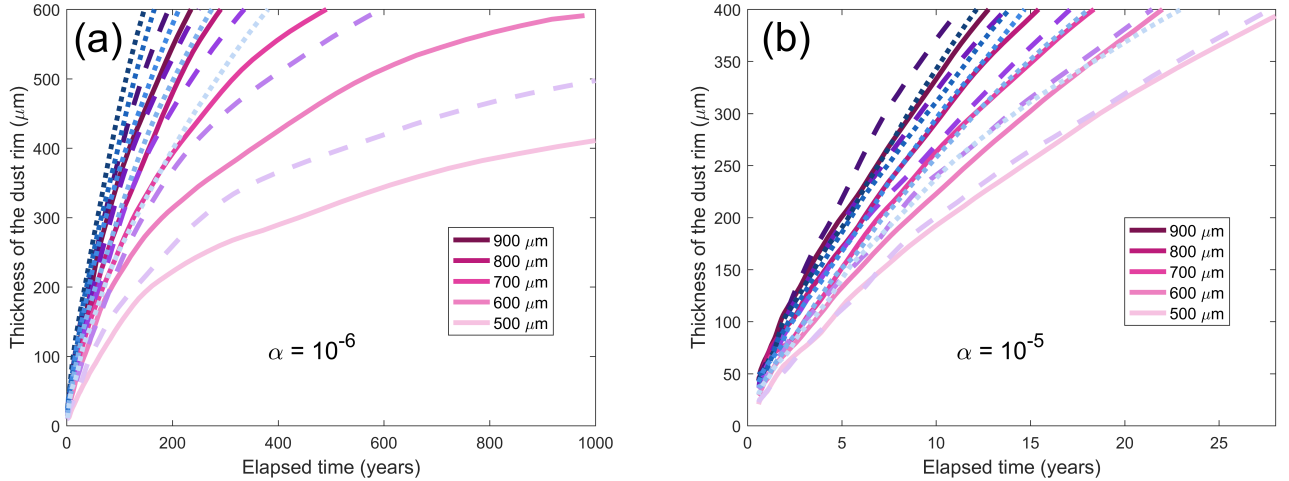 (a)
Thickness of the dust rim (μm)
600
500
400
300
200
100
0
0 200 400 600 800 1000
Elapsed time (years)
900 μm
800 μm
700 μm
600 μm
500 μm
α = 10⁻⁶
(b)
Thickness of the dust rim (μm)
400
350
300
250
200
150
100
50
0
0 5 10 15 20 25
Elapsed time (years)
900 μm
800 μm
700 μm
600 μm
500 μm
α = 10⁻⁵